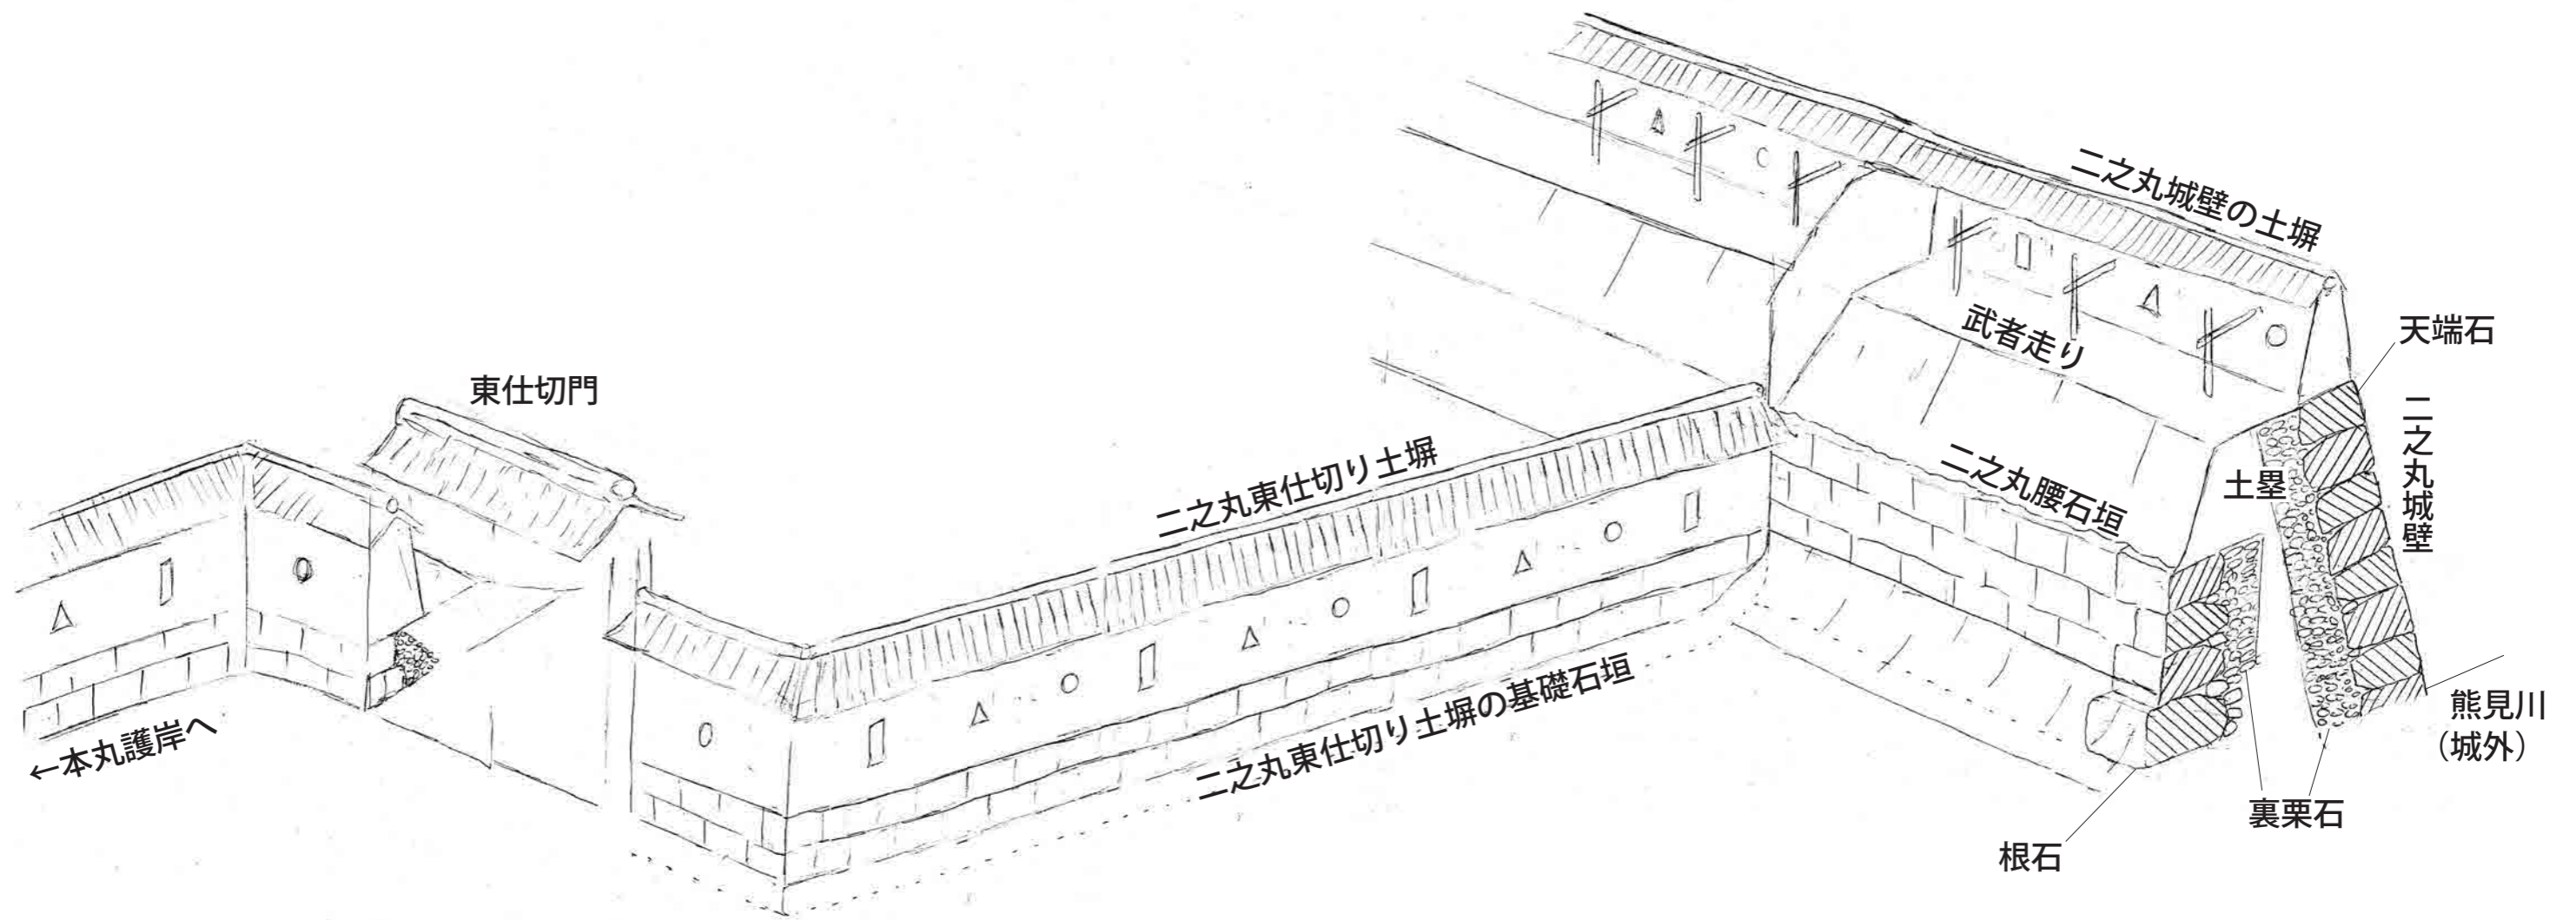 二之丸城壁の土塀
天端石
武者走り
東仕切門
二之丸城壁
二之丸東仕切り土塀
二之丸腰石垣
土塁
←本丸護岸へ
二之丸東仕切り土塀の基礎石垣
熊見川
（城外）
裏栗石
根石